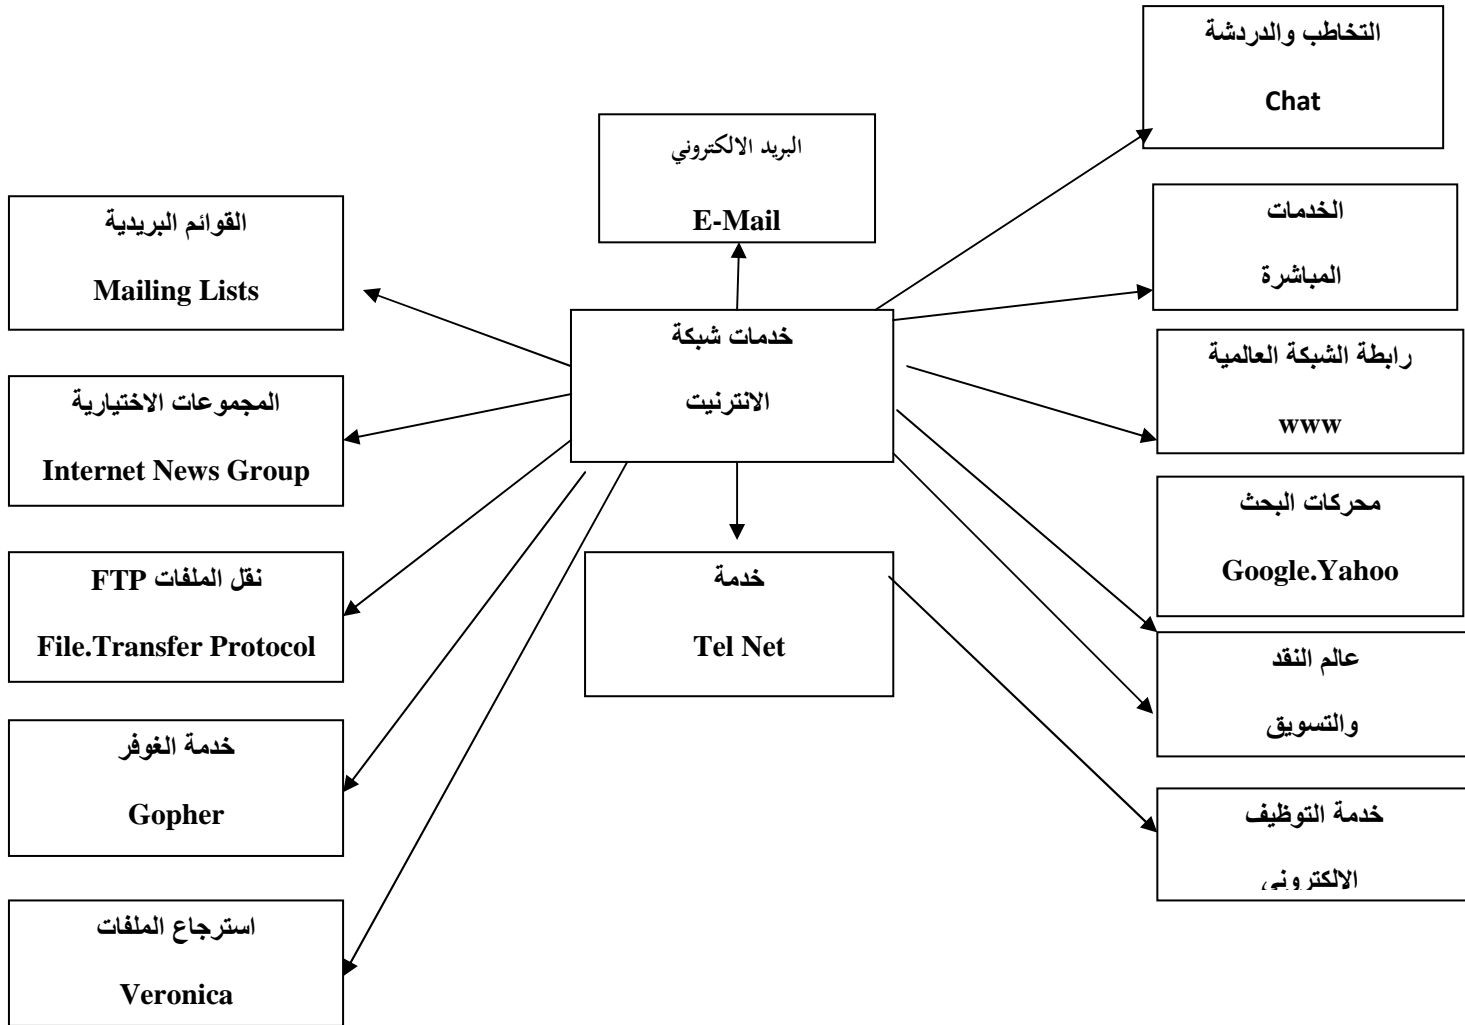 التخاطب والدردشة
Chat
البريد الالكتروني
E-Mail
الخدمات
المباشرة
القوائم البريدية
Mailing Lists
خدمات شبكة
الانترنيت
رابطة الشبكة العالمية
www
المجموعات الاختيارية
Internet News Group
محركات البحث
Google.Yahoo
نقل الملفات FTP
File.Transfer Protocol
خدمة
Tel Net
عالم النقد
والتسويق
خدمة الغوفر
Gopher
خدمة التوظيف
الالكتروني
استرجاع الملفات
Veronica